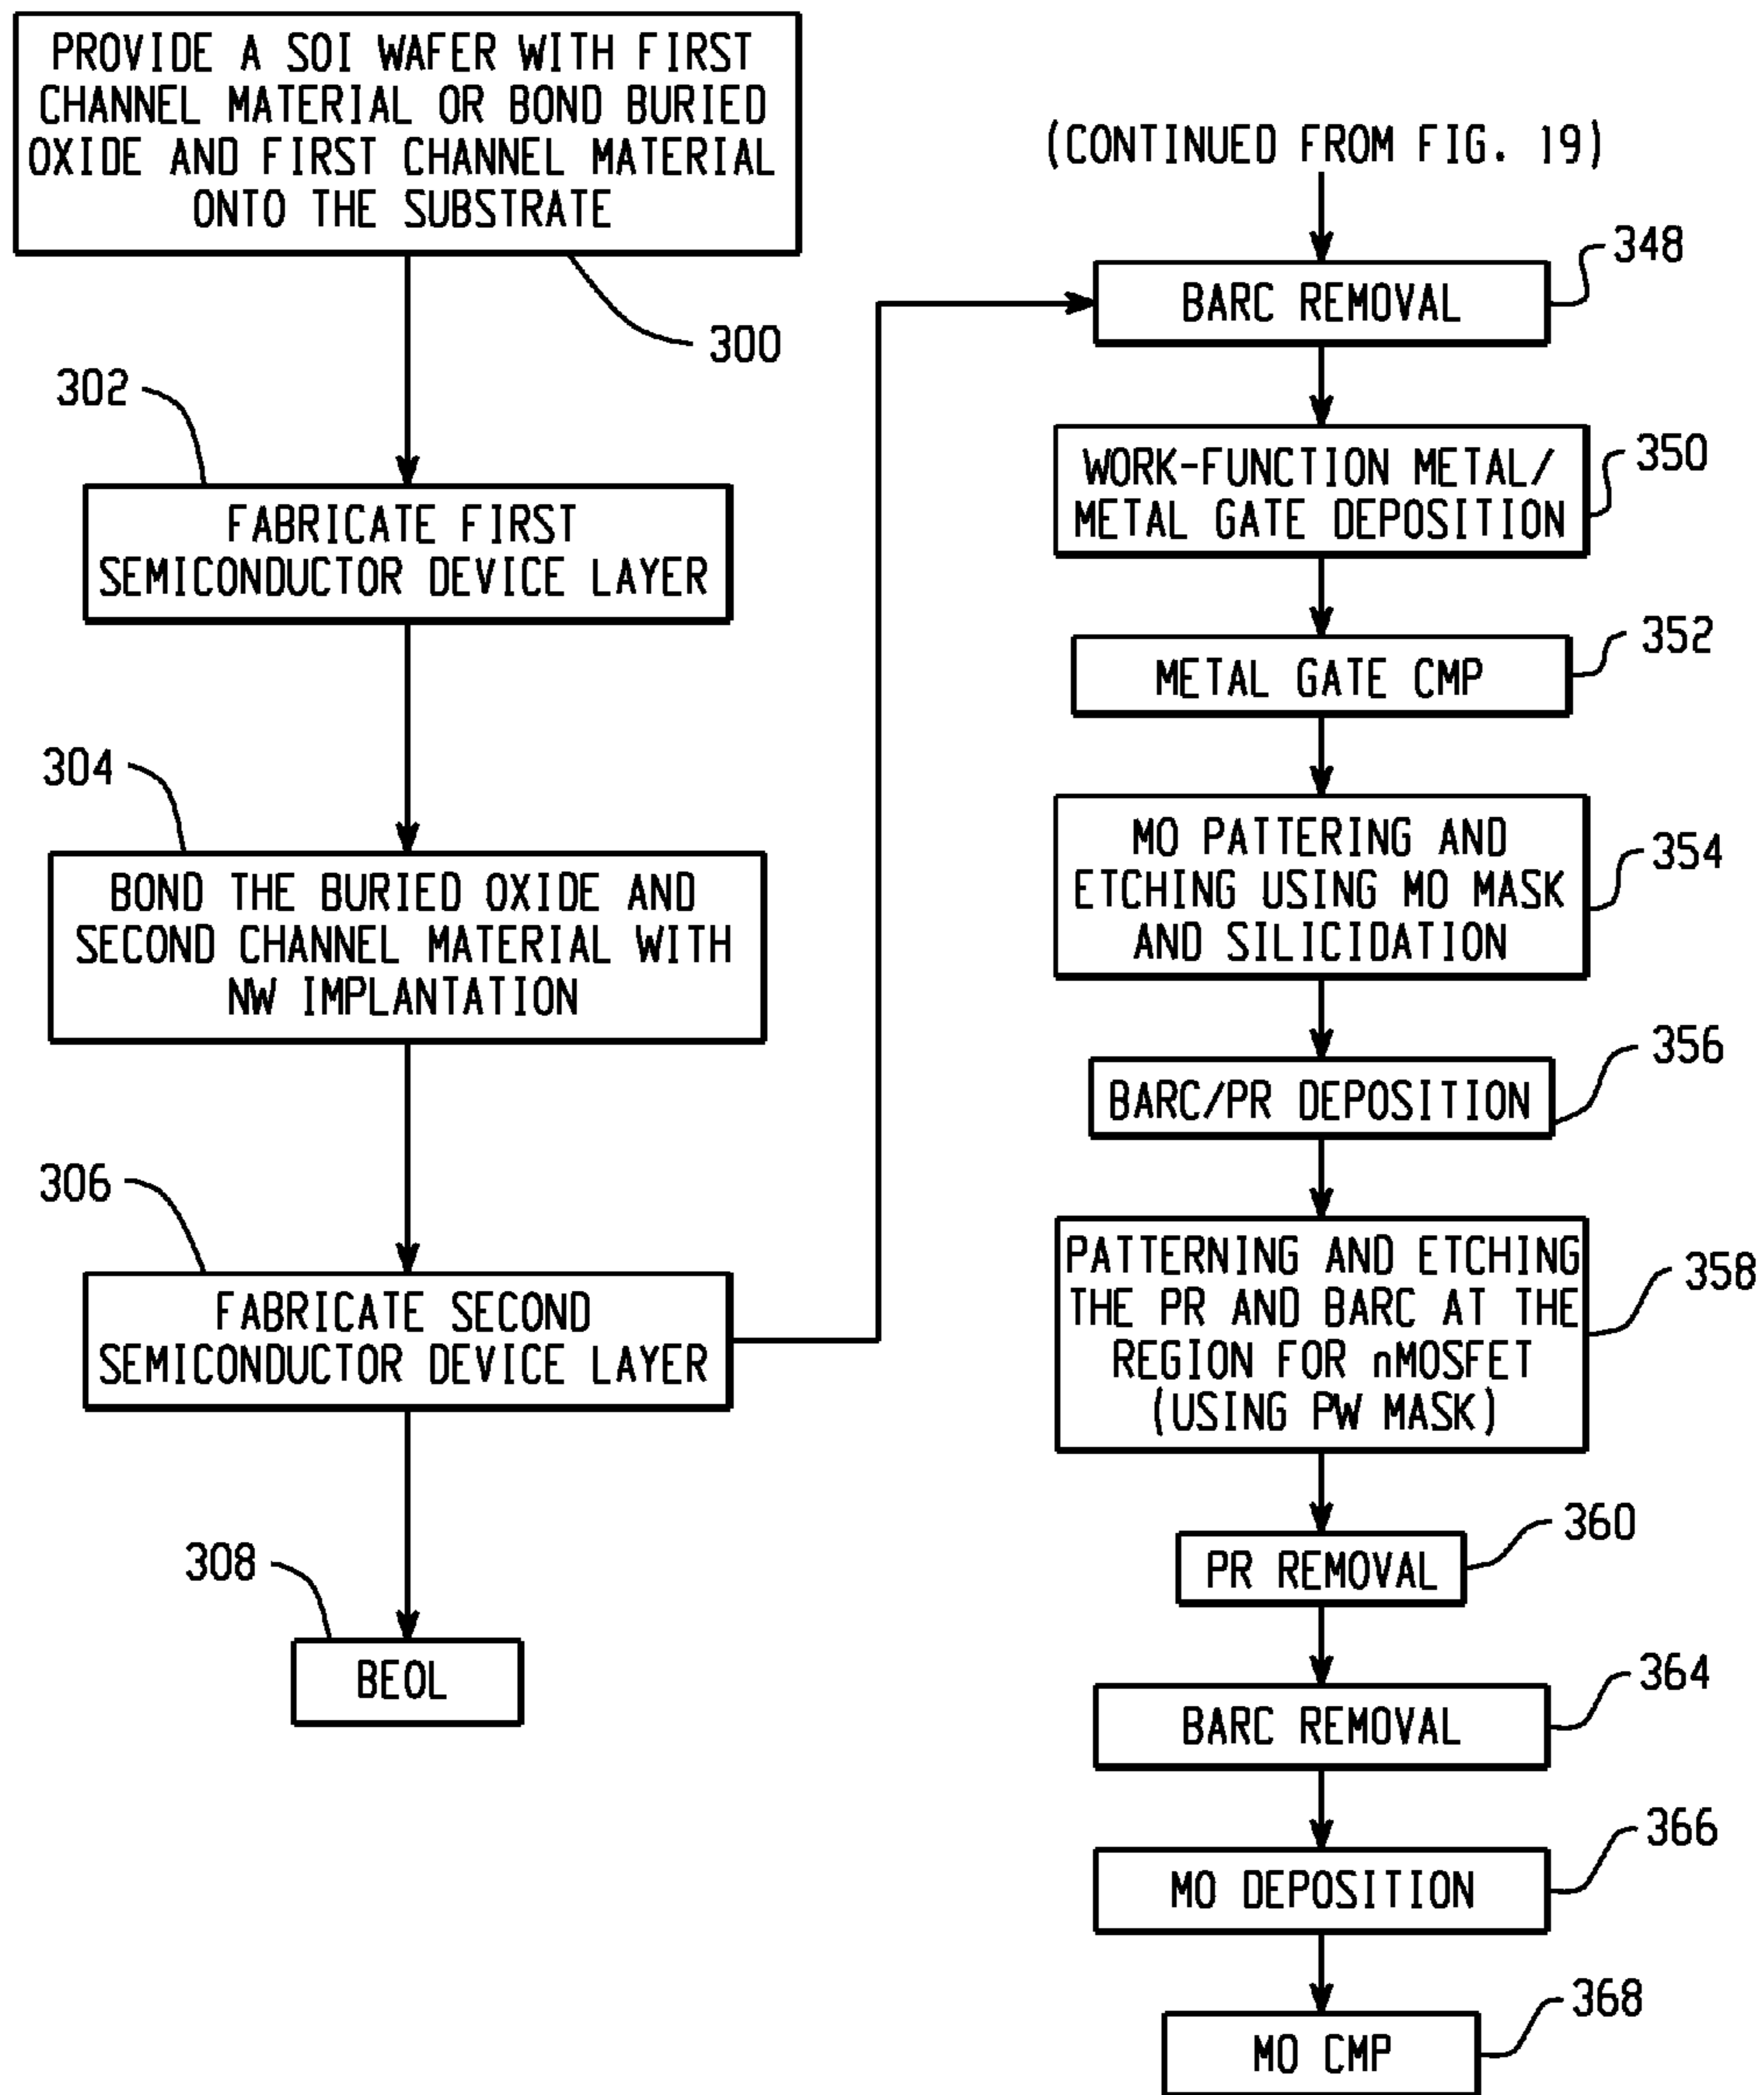 PROVIDE A SOI WAFER WITH FIRST
CHANNEL MATERIAL OR BOND BURIED
OXIDE AND FIRST CHANNEL MATERIAL
ONTO THE SUBSTRATE
300
302
FABRICATE FIRST
SEMICONDUCTOR DEVICE LAYER
304
BOND THE BURIED OXIDE AND
SECOND CHANNEL MATERIAL WITH
NW IMPLANTATION
306
FABRICATE SECOND
SEMICONDUCTOR DEVICE LAYER
308
BEOL
(CONTINUED FROM FIG. 19)
348
BARC REMOVAL
350
WORK-FUNCTION METAL/
METAL GATE DEPOSITION
352
METAL GATE CMP
354
MO PATTERING AND
ETCHING USING MO MASK
AND SILICIDATION
356
BARC/PR DEPOSITION
358
PATTERNING AND ETCHING
THE PR AND BARC AT THE
REGION FOR nMOSFET
(USING PW MASK)
360
PR REMOVAL
364
BARC REMOVAL
366
MO DEPOSITION
368
MO CMP